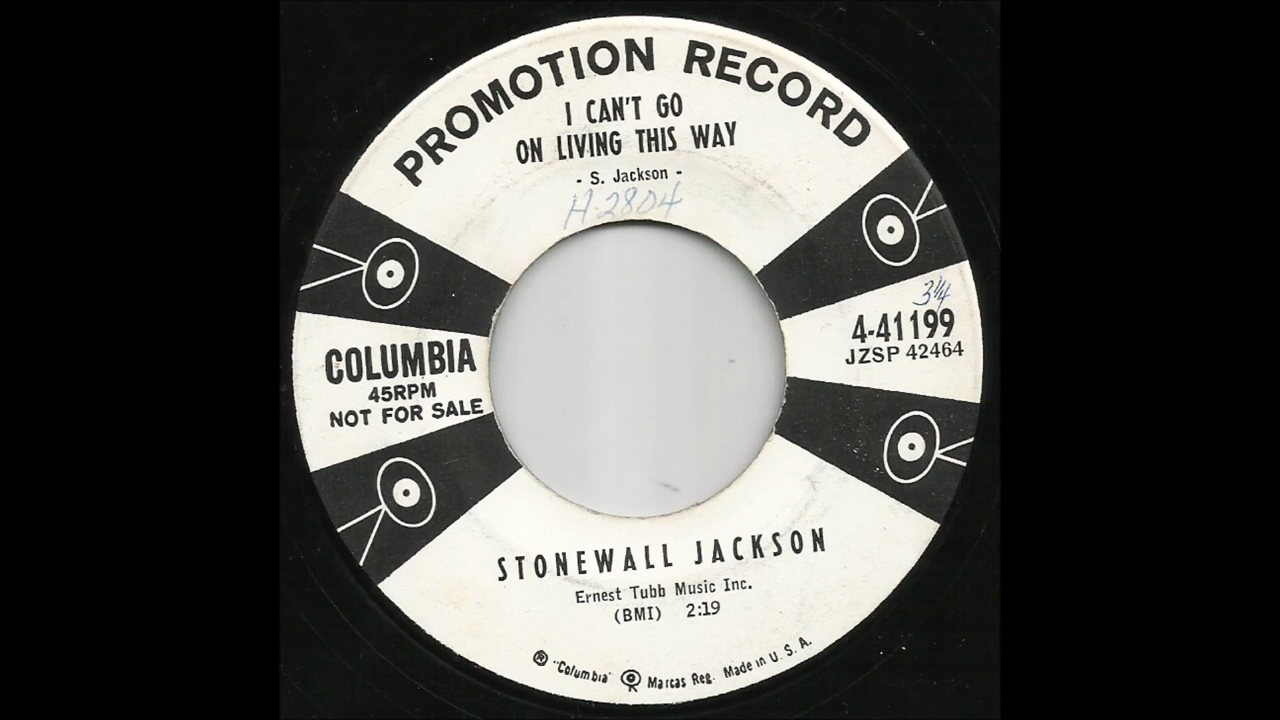 PROMOTION RECORD
I CAN'T GO
ON LIVING THIS WAY
- S. Jackson -
H-2804
3¼
4-41199
JZSP 42464
COLUMBIA
45RPM
NOT FOR SALE
STONEWALL JACKSON
Ernest Tubb Music Inc.
(BMI) 2:19
® "Columbia" Marcas Reg. Made in U. S. A.